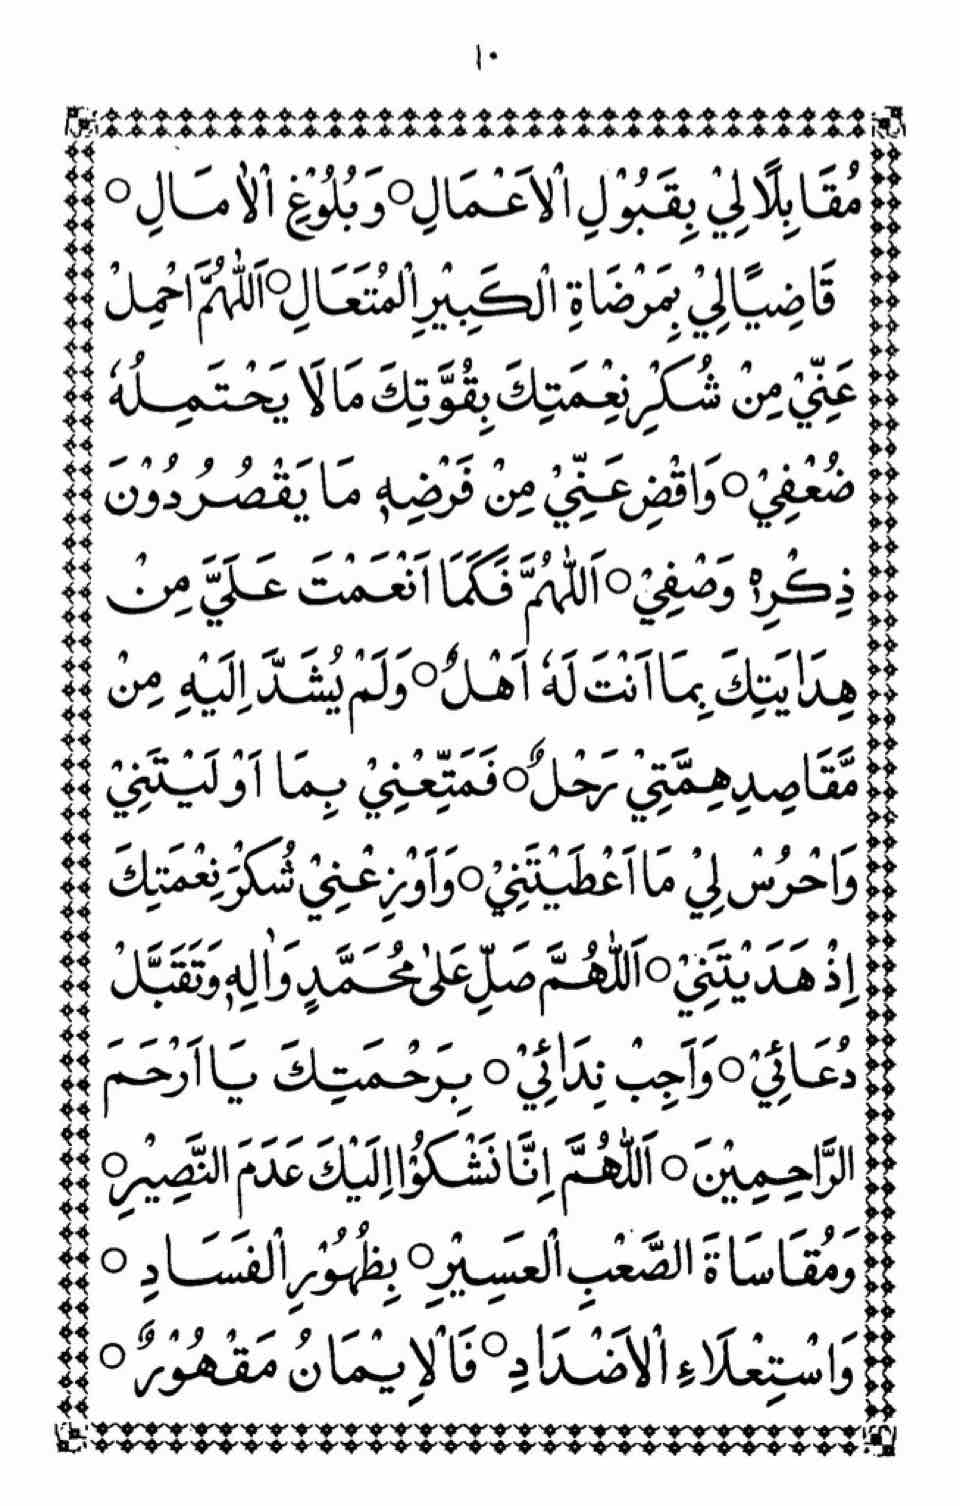 ١٠
مُقَابِلًا لِيْ بِقَبُوْلِ الْاَعْمَالِ○ وَبُلُوْغِ الْاٰمَالِ○
قَاضِيًا لِيْ بِمَرْضَاةِ الْكَبِيْرِ الْمُتَعَالِ○ اَللّٰهُمَّ احْمِلْ
عَنِّيْ مِنْ شُكْرِ نِعْمَتِكَ بِقُوَّتِكَ مَا لَا يَحْتَمِلُهٗ
ضُعْفِيْ○ وَاقْضِ عَنِّيْ مِنْ فَرْضِهٖ مَا يَقْصُرُ دُوْنَ
ذِكْرِهٖ وَصْفِيْ○ اَللّٰهُمَّ فَكَمَا اَنْعَمْتَ عَلَيَّ مِنْ
هِدَايَتِكَ بِمَا اَنْتَ لَهٗ اَهْلٌ○ وَلَمْ يُشَدَّ اِلَيْهِ مِنْ
مَّقَاصِدِ هِمَّتِيْ رَحْلٌ○ فَمَتِّعْنِيْ بِمَا اَوْلَيْتَنِيْ
وَاحْرُسْ لِيْ مَا اَعْطَيْتَنِيْ○ وَاَوْزِعْنِيْ شُكْرَ نِعْمَتِكَ
اِذْ هَدَيْتَنِيْ○ اَللّٰهُمَّ صَلِّ عَلٰى مُحَمَّدٍ وَاٰلِهٖ وَتَقَبَّلْ
دُعَائِيْ○ وَاَجِبْ نِدَائِيْ○ بِرَحْمَتِكَ يَا اَرْحَمَ
الرَّاحِمِيْنَ○ اَللّٰهُمَّ اِنَّا نَشْكُوْا اِلَيْكَ عَدَمَ النَّصِيْرِ○
وَمُقَاسَاةَ الصَّعْبِ الْعَسِيْرِ○ بِظُهُوْرِ الْفَسَادِ○
وَاسْتِعْلَاءِ الْاَضْدَادِ○ فَالْاِيْمَانُ مَقْهُوْرٌ○